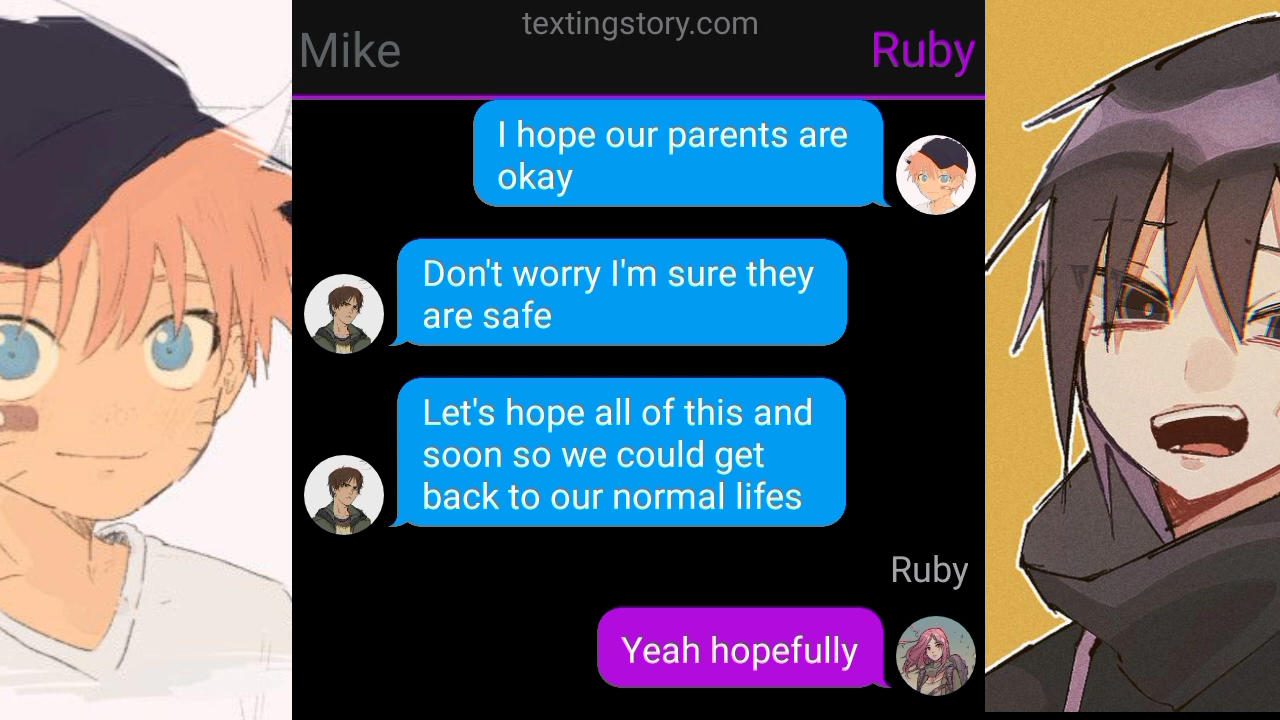 textingstory.com
Mike
Ruby
I hope our parents are
okay
Don't worry I'm sure they
are safe
Let's hope all of this and
soon so we could get
back to our normal lifes
Ruby
Yeah hopefully